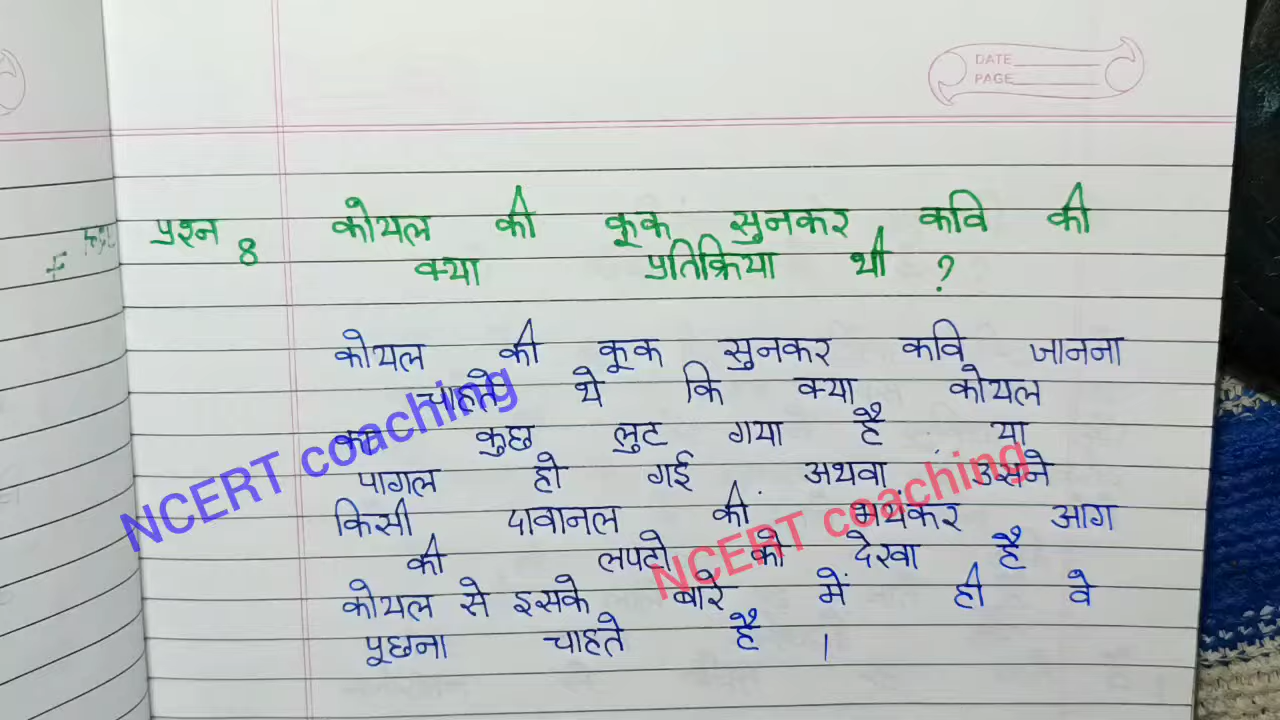 DATE
PAGE
प्रश्न 8 कोयल की कूक सुनकर कवि की
क्या प्रतिक्रिया थी ?
कोयल की कूक सुनकर कवि जानना
चाहते थे कि क्या कोयल
का कुछ लुट गया है या
पागल हो गई अथवा उसने
किसी दावानल की भयंकर आग
की लपटो को देखा है
कोयल से इसके बारे में ही वे
पूछना चाहते है ।
NCERT coaching
NCERT coaching